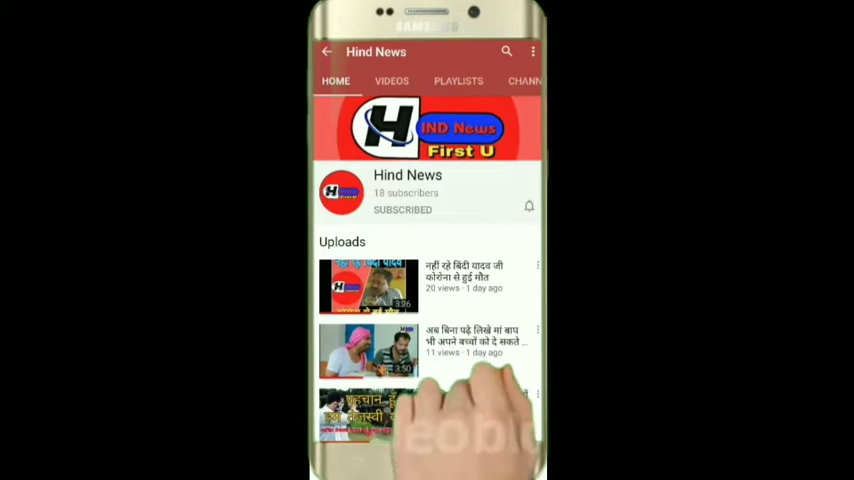 SAMSUNG
Hind News
HOME VIDEOS PLAYLISTS CHANN
H IND News
First U
Hind News
18 subscribers
SUBSCRIBED
Uploads
नहीं रहे बिंदी यादव जी
कोरोना से हुई मौत
20 views · 1 day ago
3:26
अब बिना पढ़े लिखे मां बाप
भी अपने बच्चों को दे सकते ...
11 views · 1 day ago
3:50